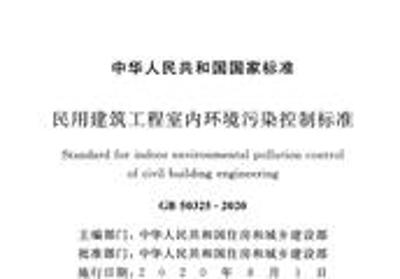 中华人民共和国国家标准
民用建筑工程室内环境污染控制标准
Standard for indoor environmental pollution control
of civil building engineering
GB 50325-2020
主编部门：中华人民共和国住房和城乡建设部
批准部门：中华人民共和国住房和城乡建设部
施行日期：2020年8月1日